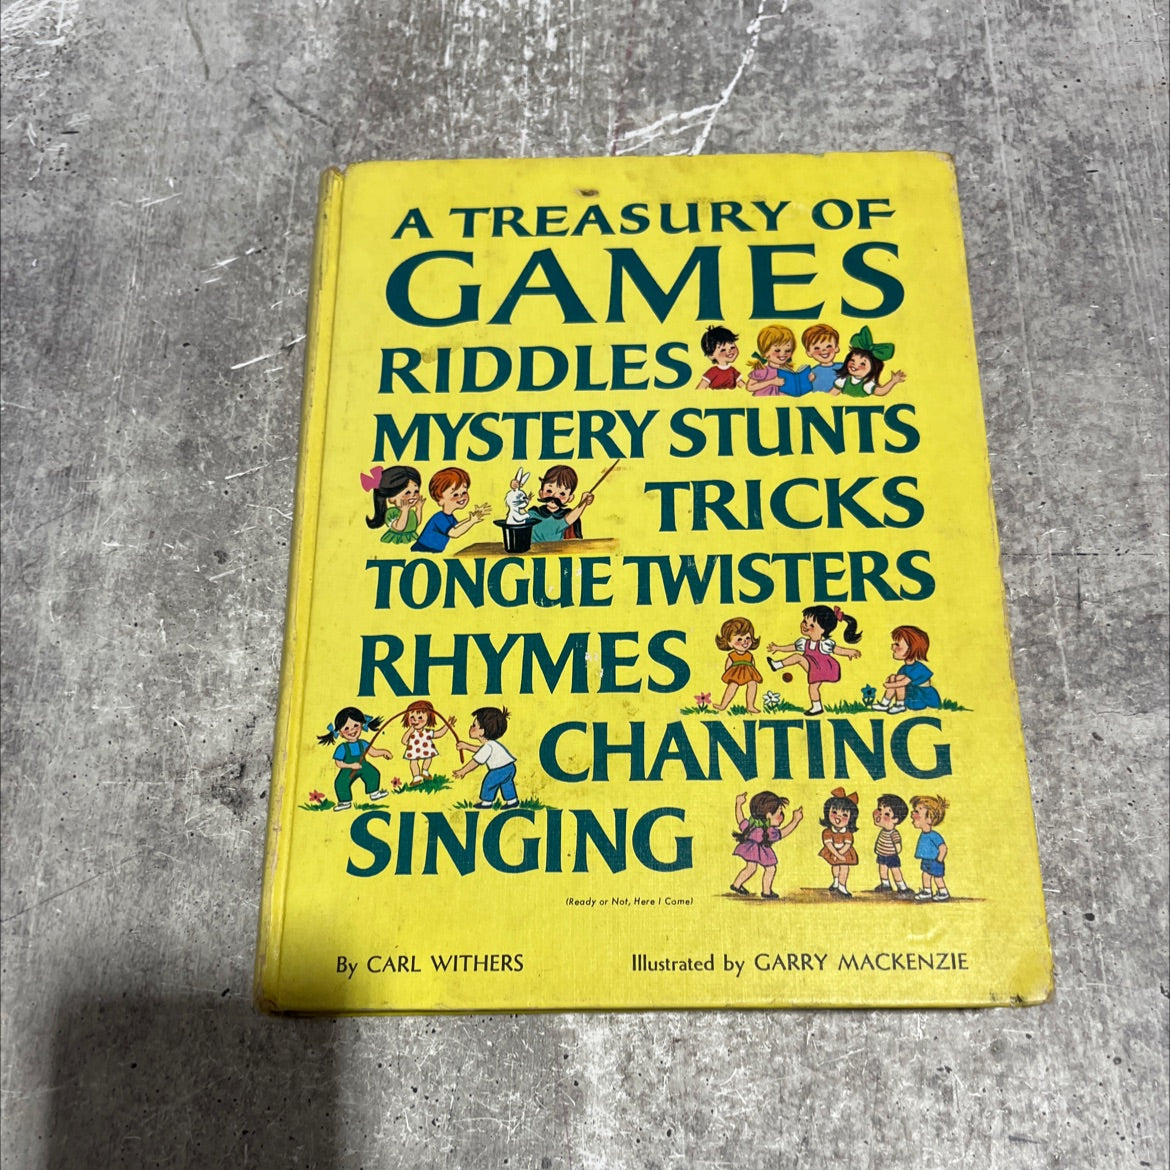 A TREASURY OF
GAMES
RIDDLES
MYSTERY STUNTS
TRICKS
TONGUE TWISTERS
RHYMES
CHANTING
SINGING
(Ready or Not, Here I Come)
By CARL WITHERS
Illustrated by GARRY MACKENZIE